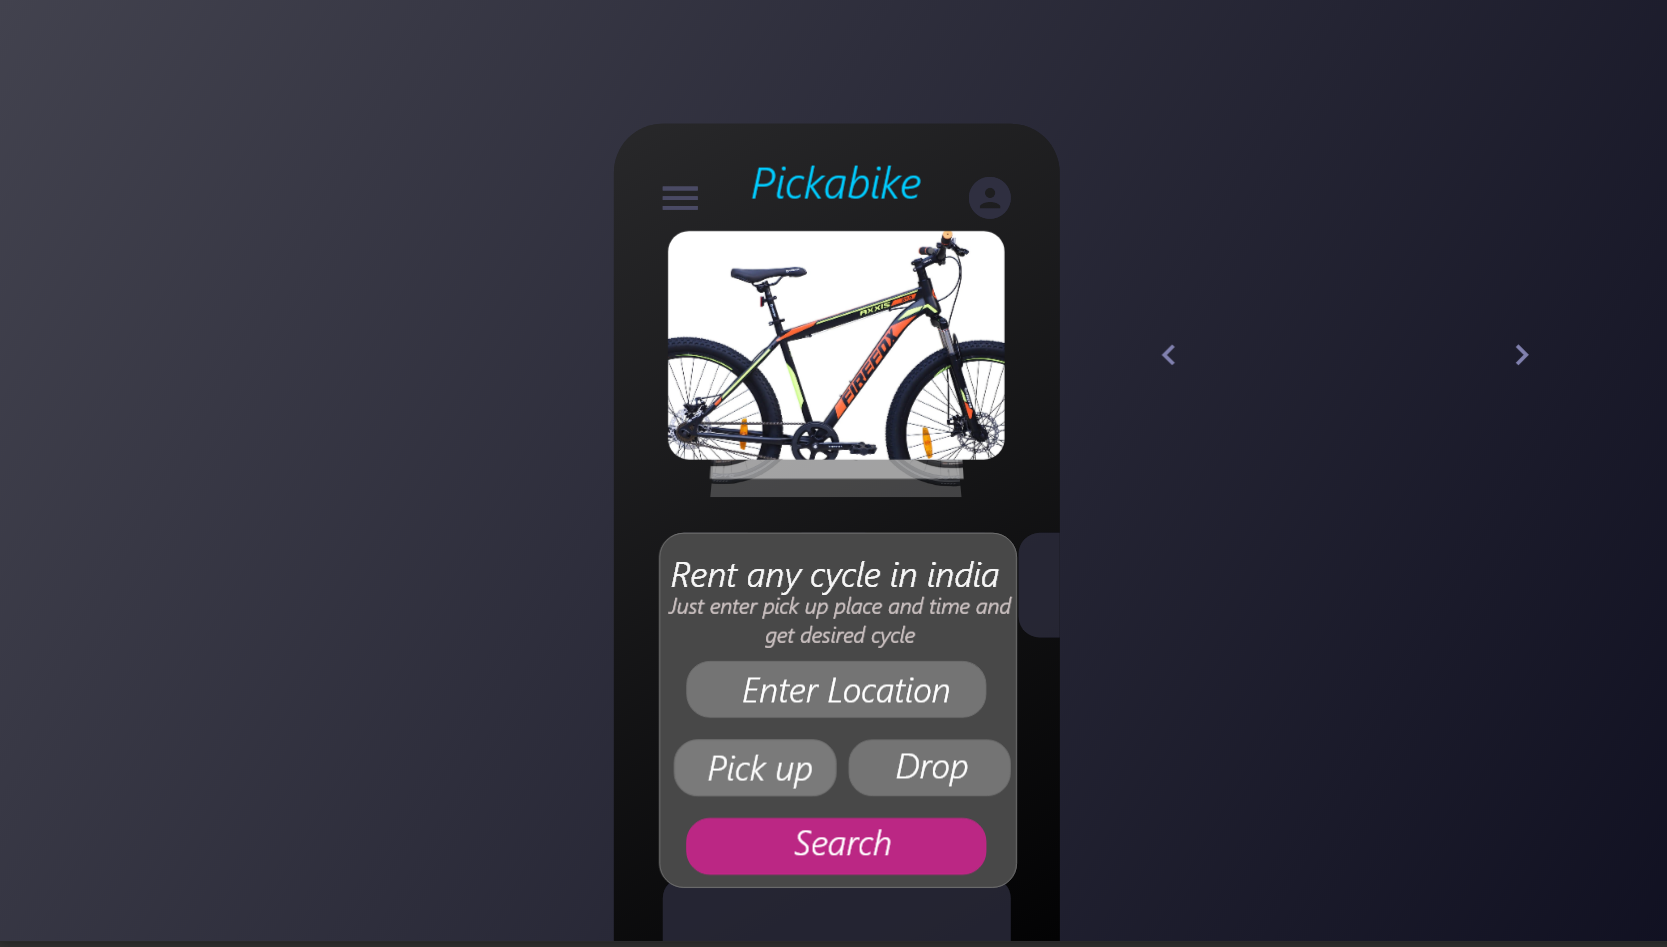 Pickabike
AXXIS
FIREFOX
Rent any cycle in india
Just enter pick up place and time and
get desired cycle
Enter Location
Pick up
Drop
Search